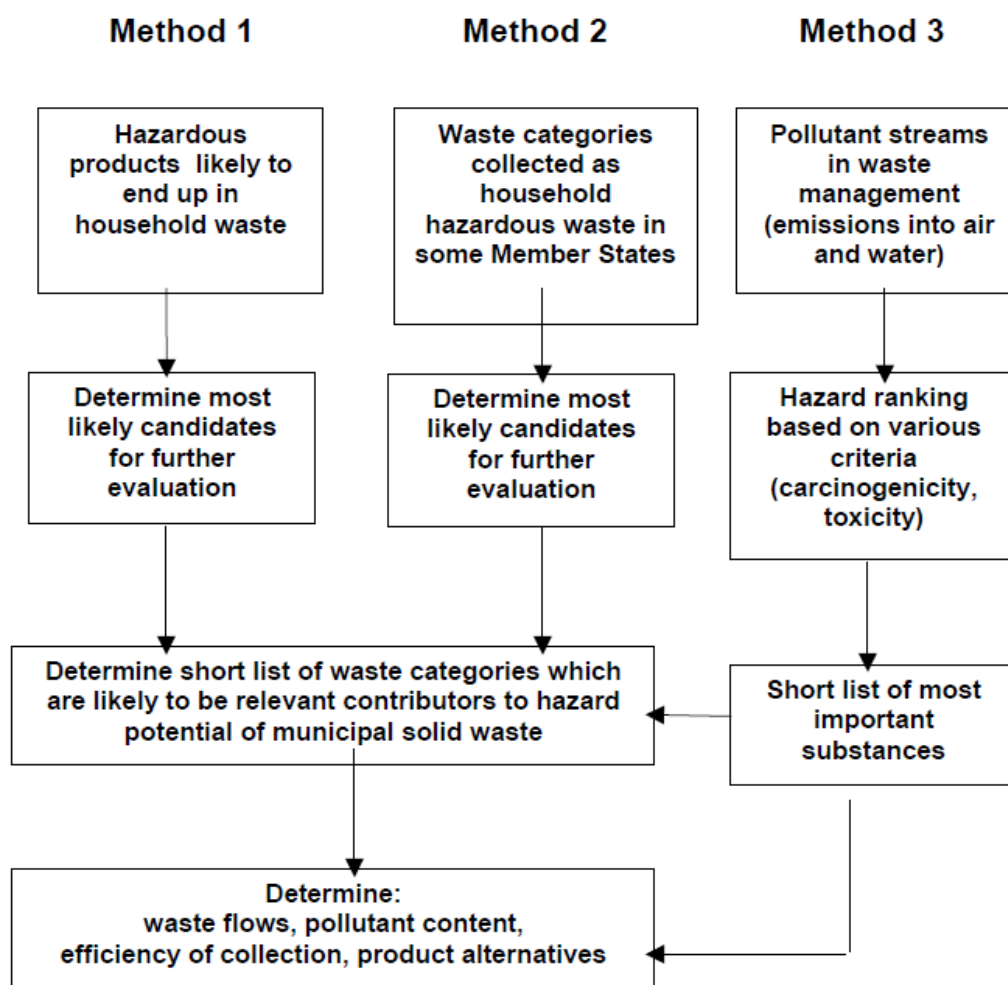 Method 1
Method 2
Method 3
Hazardous
products likely to
end up in
household waste
Waste categories
collected as
household
hazardous waste in
some Member States
Pollutant streams
in waste
management
(emissions into air
and water)
Determine most
likely candidates
for further
evaluation
Determine most
likely candidates
for further
evaluation
Hazard ranking
based on various
criteria
(carcinogenicity,
toxicity)
Determine short list of waste categories which
are likely to be relevant contributors to hazard
potential of municipal solid waste
Short list of most
important
substances
Determine:
waste flows, pollutant content,
efficiency of collection, product alternatives